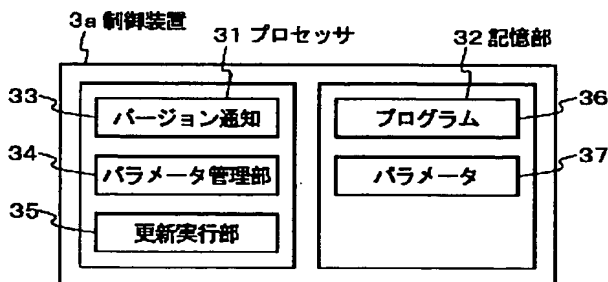 3a 制御装置
31 プロセッサ
32 記憶部
33
バージョン通知
プログラム
36
34
パラメータ管理部
パラメータ
37
35
更新実行部